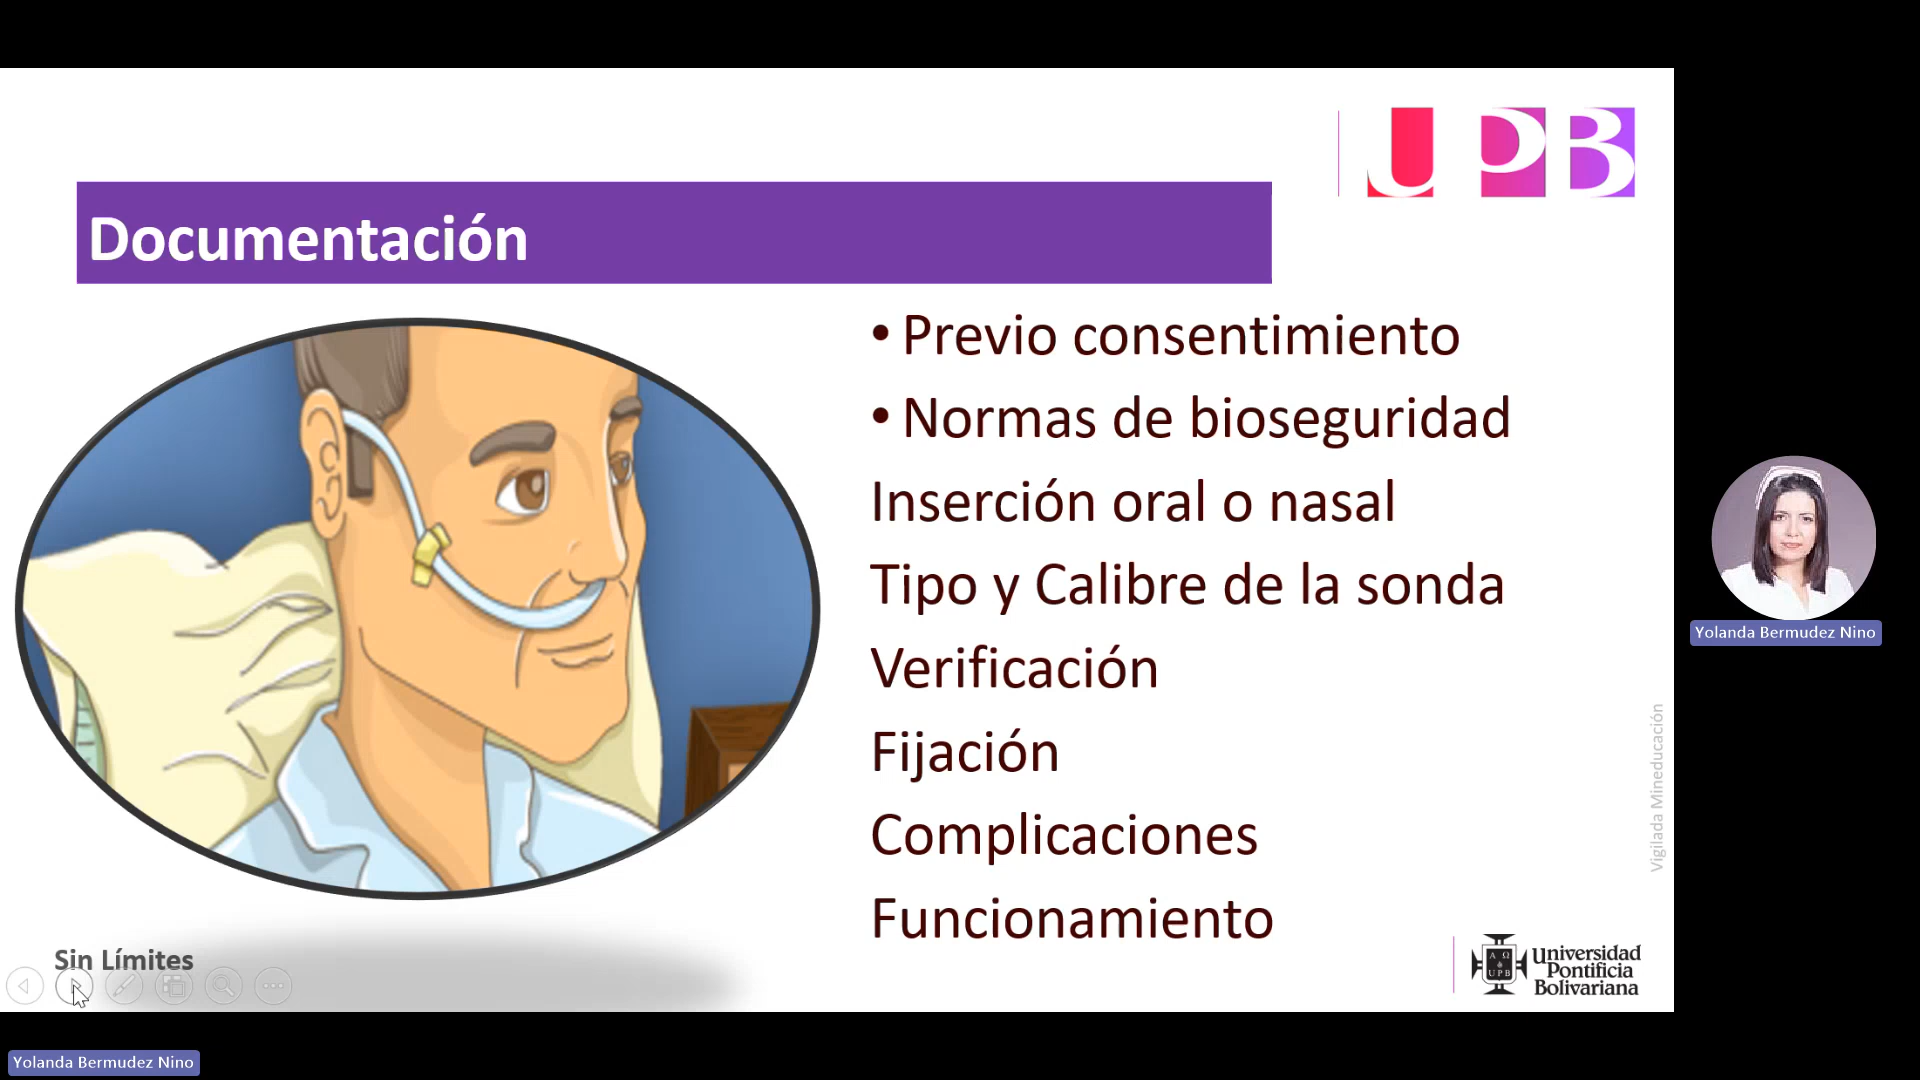 UPB
Documentación
• Previo consentimiento
• Normas de bioseguridad
Inserción oral o nasal
Tipo y Calibre de la sonda
Verificación
Fijación
Complicaciones
Funcionamiento
Vigilada Mineducación
Sin Límites
A Ω
UPB
Universidad
Pontificia
Bolivariana
Yolanda Bermudez Nino
Yolanda Bermudez Nino